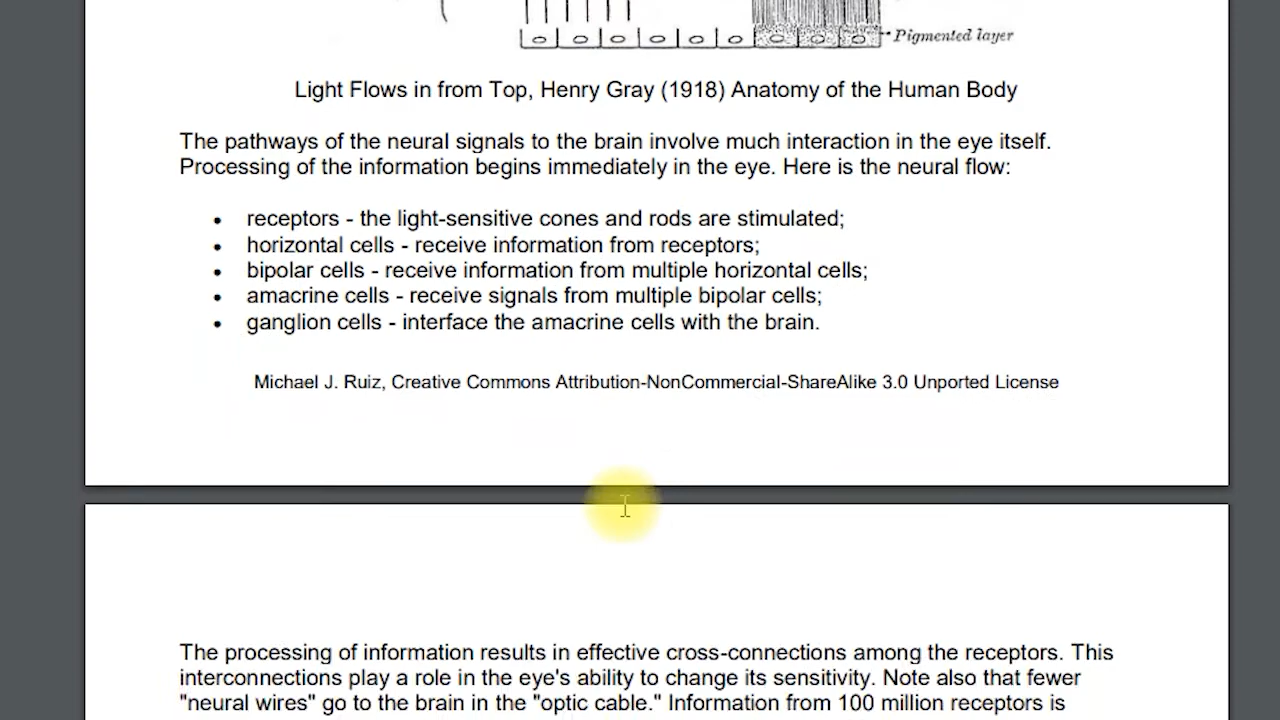 Pigmented layer
Light Flows in from Top, Henry Gray (1918) Anatomy of the Human Body
The pathways of the neural signals to the brain involve much interaction in the eye itself.
Processing of the information begins immediately in the eye. Here is the neural flow:
• receptors - the light-sensitive cones and rods are stimulated;
• horizontal cells - receive information from receptors;
• bipolar cells - receive information from multiple horizontal cells;
• amacrine cells - receive signals from multiple bipolar cells;
• ganglion cells - interface the amacrine cells with the brain.
Michael J. Ruiz, Creative Commons Attribution-NonCommercial-ShareAlike 3.0 Unported License
The processing of information results in effective cross-connections among the receptors. This
interconnections play a role in the eye's ability to change its sensitivity. Note also that fewer
"neural wires" go to the brain in the "optic cable." Information from 100 million receptors is